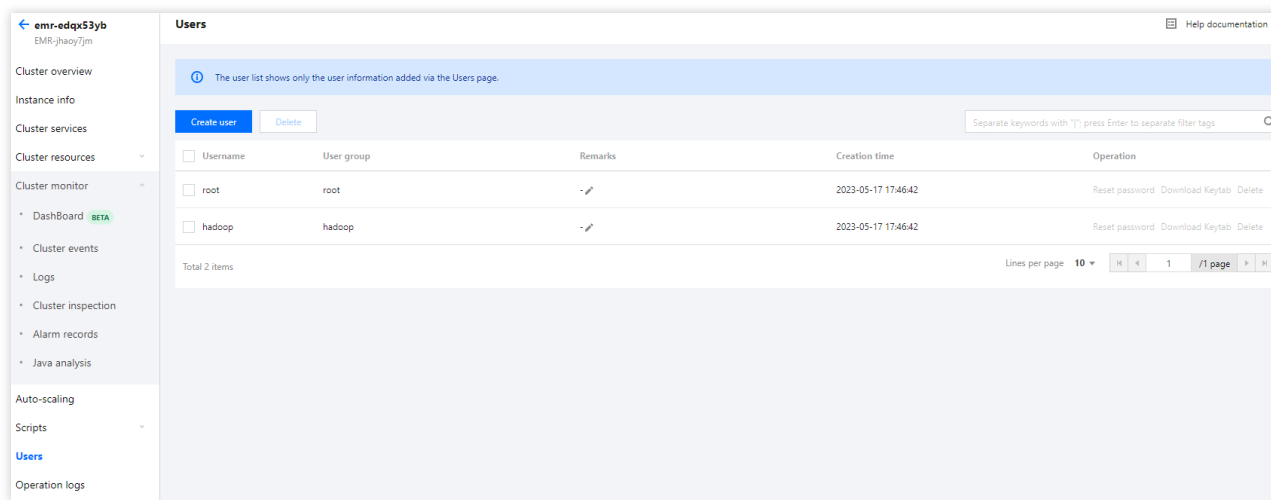 emr-edqx53yb
EMR-jhaoy7jm
Cluster overview
Instance info
Cluster services
Cluster resources
Cluster monitor
DashBoard BETA
Cluster events
Logs
Cluster inspection
Alarm records
Java analysis
Auto-scaling
Scripts
Users
Operation logs
Users
Help documentation
The user list shows only the user information added via the Users page.
Create user Delete
Separate keywords with "|"; press Enter to separate filter tags
Username User group Remarks Creation time Operation
root root - 2023-05-17 17:46:42 Reset password Download Keytab Delete
hadoop hadoop - 2023-05-17 17:46:42 Reset password Download Keytab Delete
Total 2 items
Lines per page 10 1 /1 page